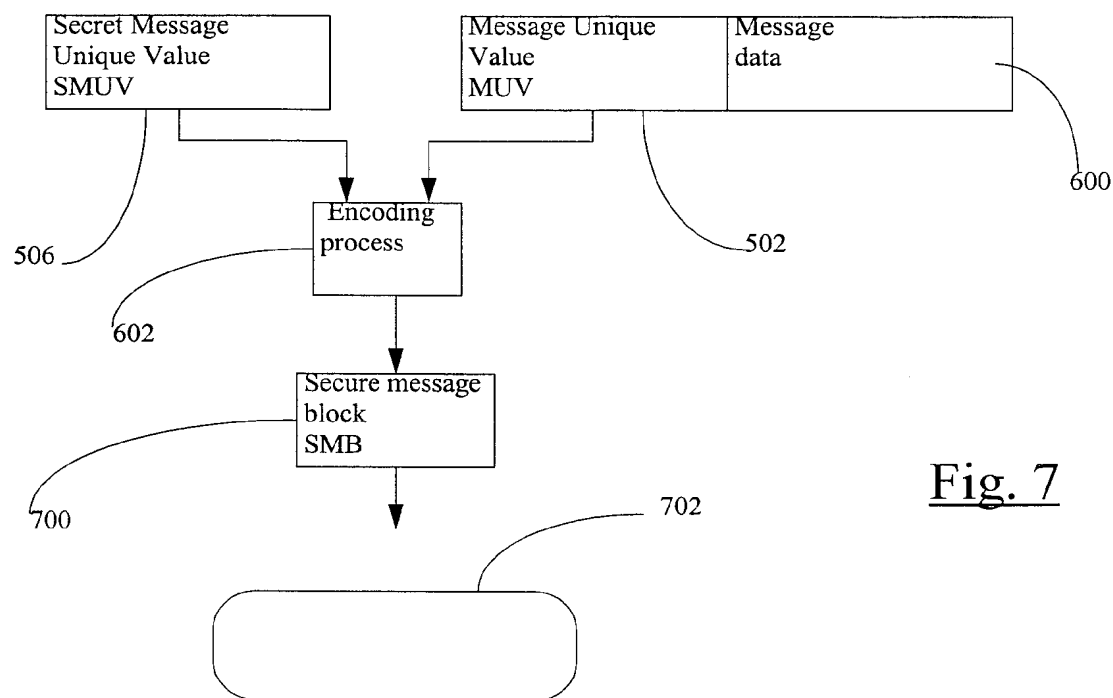 Secret Message
Unique Value
SMUV
Message Unique
Value
MUV
Message
data
600
Encoding
process
506
502
602
Secure message
block
SMB
700
702
Fig. 7